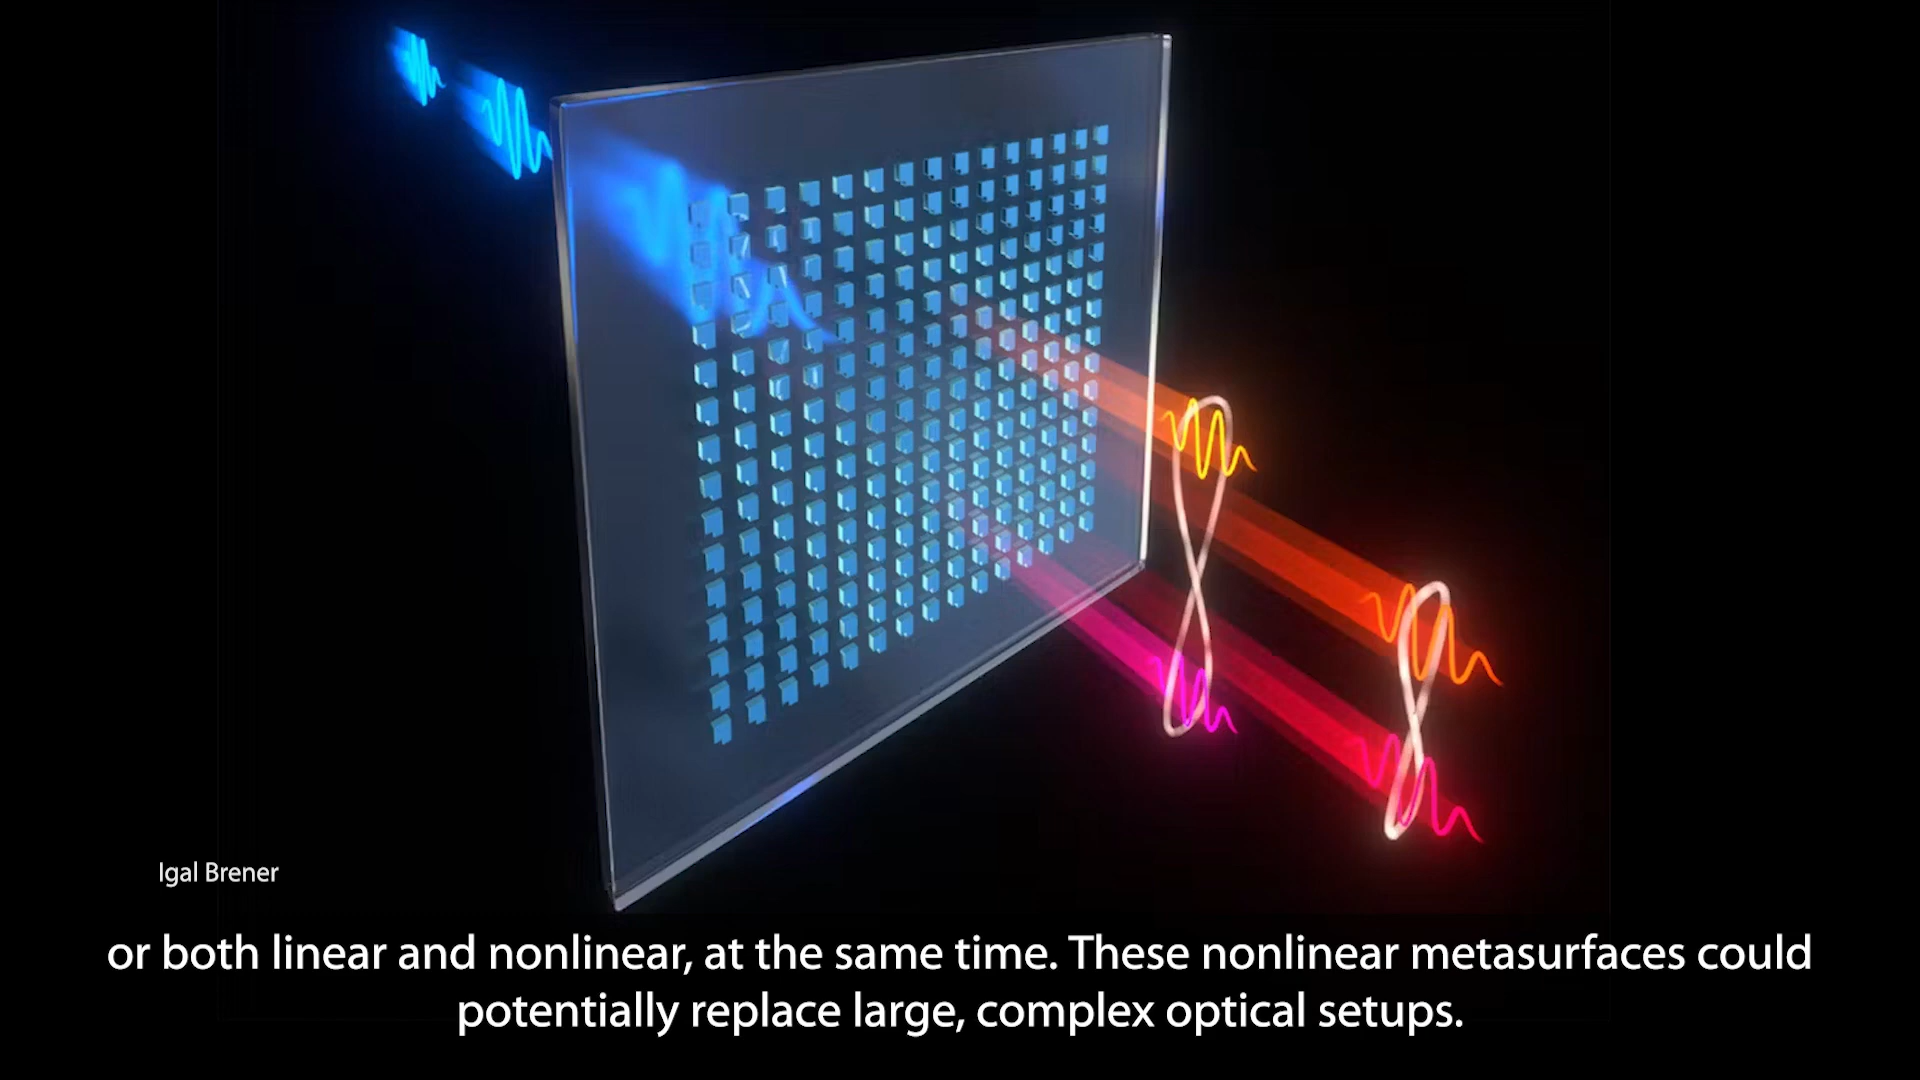 Igal Brener
or both linear and nonlinear, at the same time. These nonlinear metasurfaces could
potentially replace large, complex optical setups.